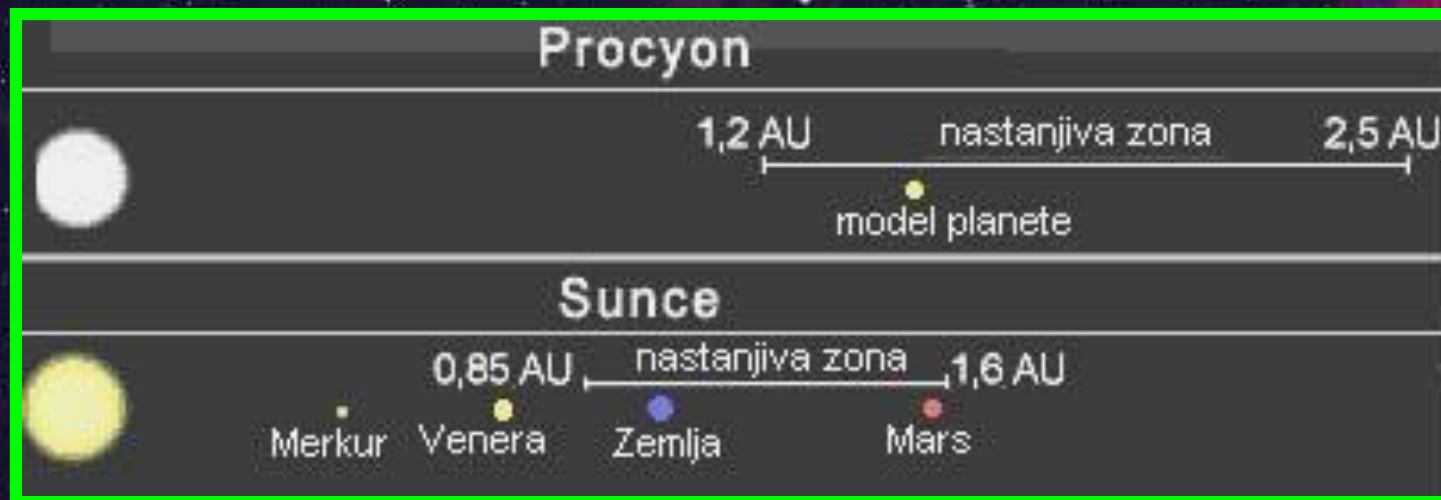 Procyon
1,2 AU nastanjiva zona 2,5 AU
model planete
Sunce
0,85 AU nastanjiva zona 1,6 AU
Merkur Venera Zemlja Mars